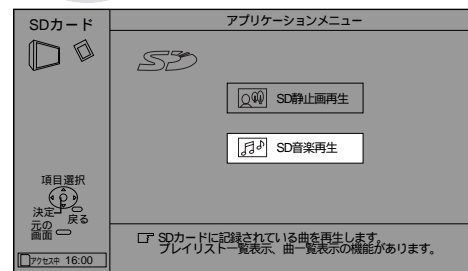 SDカード
アプリケーションメニュー
SD
SD静止画再生
SD音楽再生
項目選択
決定
戻る
元の
画面
SDカードに記録されている曲を再生します。
プレイリスト一覧表示、曲一覧表示の機能があります。
アクセス中 16:00